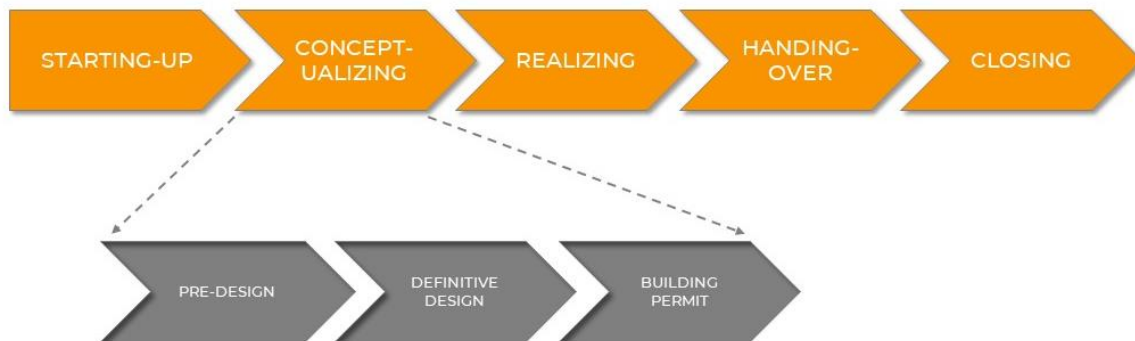 STARTING-UP
CONCEPT-
UALIZING
REALIZING
HANDING-
OVER
CLOSING
PRE-DESIGN
DEFINITIVE
DESIGN
BUILDING
PERMIT